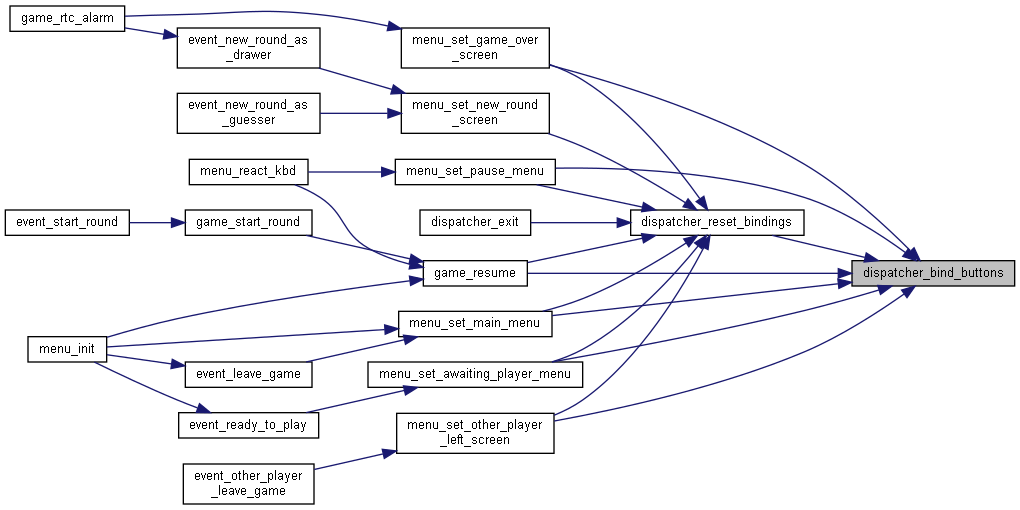 game_rtc_alarm
event_new_round_as
_drawer
menu_set_game_over
_screen
event_new_round_as
_guesser
menu_set_new_round
_screen
menu_react_kbd
menu_set_pause_menu
event_start_round
game_start_round
dispatcher_exit
dispatcher_reset_bindings
game_resume
dispatcher_bind_buttons
menu_set_main_menu
menu_init
event_leave_game
menu_set_awaiting_player_menu
event_ready_to_play
menu_set_other_player
_left_screen
event_other_player
_leave_game